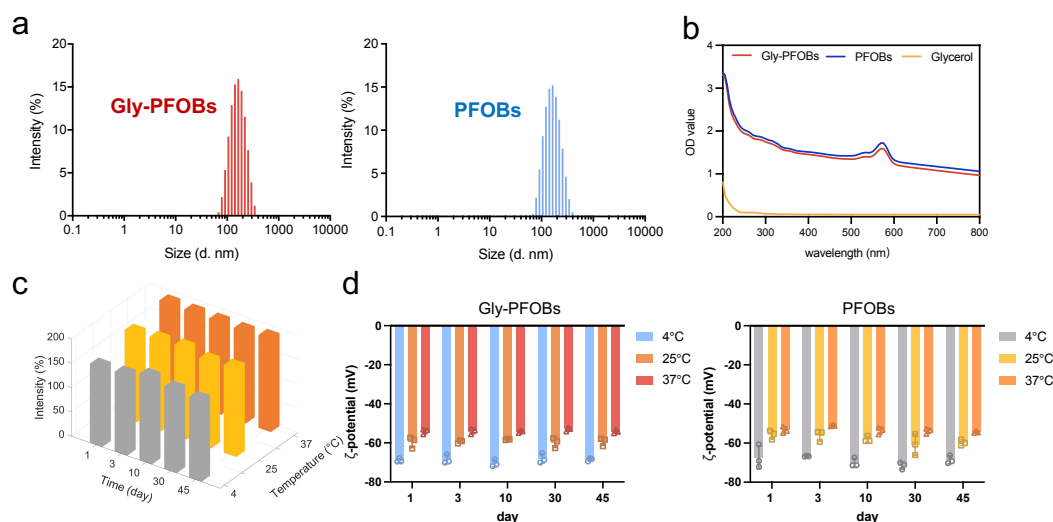 a
20
15
10
5
0
Intensity (%)
Gly-PFOBs
0.1 1 10 100 1000 10000
Size (d. nm)
20
15
10
5
0
Intensity (%)
PFOBs
0.1 1 10 100 1000 10000
Size (d. nm)
b
4
3
2
1
0
OD value
Gly-PFOBs PFOBs Glycerol
200 300 400 500 600 700 800
wavelength (nm)
c
200
150
100
50
0
Intensity (%)
1 3 10 30 45
Time (day)
4 25 37
Temperature (°C)
d
Gly-PFOBs
0
-20
-40
-60
-80
ζ-potential (mV)
4°C
25°C
37°C
1 3 10 30 45
day
PFOBs
0
-20
-40
-60
-80
ζ-potential (mV)
4°C
25°C
37°C
1 3 10 30 45
day